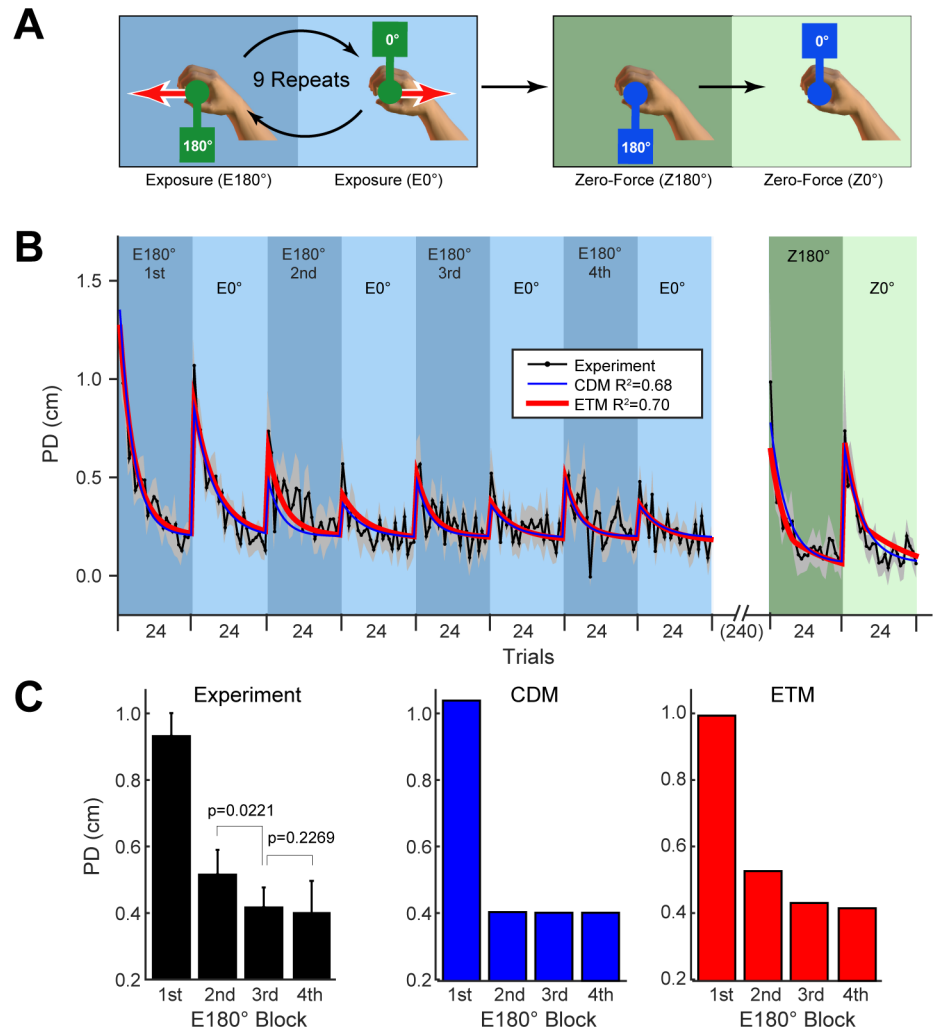 A
0°
0°
9 Repeats
180°
180°
Exposure (E180°)
Exposure (E0°)
Zero-Force (Z180°)
Zero-Force (Z0°)
B
E180°
1st
E0°
E180°
2nd
E0°
E180°
3rd
E0°
E180°
4th
E0°
Z180°
Z0°
1.5
1.0
0.5
0.0
PD (cm)
Experiment
CDM R²=0.68
ETM R²=0.70
24 24 24 24 24 24 24 24 (240) 24 24
Trials
C
Experiment
1.0
0.8
0.6
0.4
0.2
PD (cm)
p=0.0221
p=0.2269
1st 2nd 3rd 4th
E180° Block
CDM
1.0
0.8
0.6
0.4
0.2
1st 2nd 3rd 4th
E180° Block
ETM
1.0
0.8
0.6
0.4
0.2
1st 2nd 3rd 4th
E180° Block